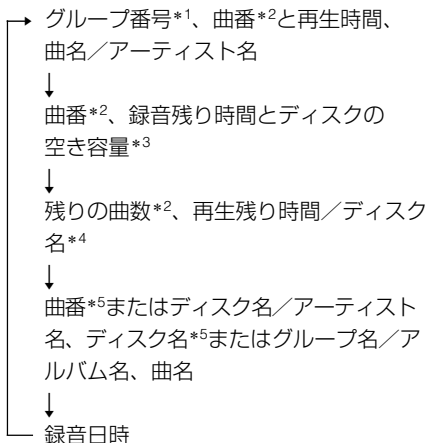 グループ番号*1、曲番*2と再生時間、
曲名／アーティスト名
↓
曲番*2、録音残り時間とディスクの
空き容量*3
↓
残りの曲数*2、再生残り時間／ディスク
名*4
↓
曲番*5またはディスク名／アーティスト
名、ディスク名*5またはグループ名／ア
ルバム名、曲名
↓
録音日時